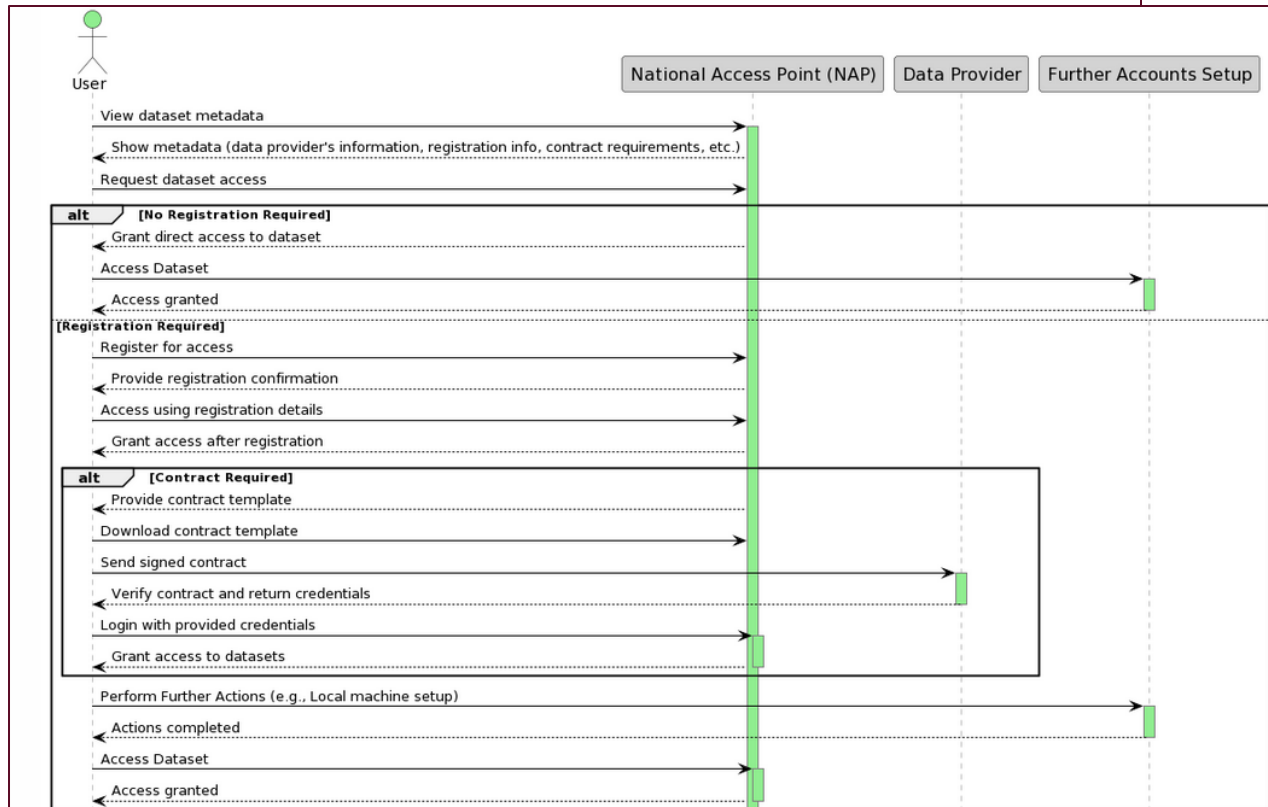 User
National Access Point (NAP)
Data Provider
Further Accounts Setup
View dataset metadata
Show metadata (data provider's information, registration info, contract requirements, etc.)
Request dataset access
alt [No Registration Required]
Grant direct access to dataset
Access Dataset
Access granted
[Registration Required]
Register for access
Provide registration confirmation
Access using registration details
Grant access after registration
alt [Contract Required]
Provide contract template
Download contract template
Send signed contract
Verify contract and return credentials
Login with provided credentials
Grant access to datasets
Perform Further Actions (e.g., Local machine setup)
Actions completed
Access Dataset
Access granted